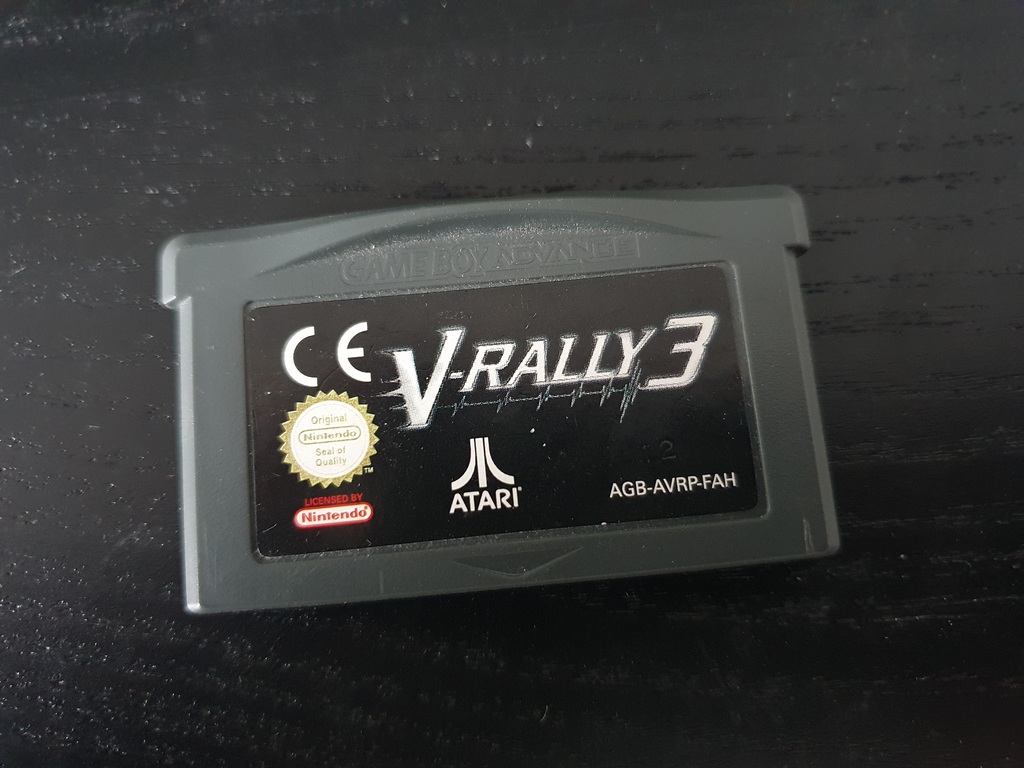 GAME BOY ADVANCE
CE
V-RALLY 3
Original
Nintendo
Seal of
Quality
TM
LICENSED BY
Nintendo®
ATARI®
2
AGB-AVRP-FAH